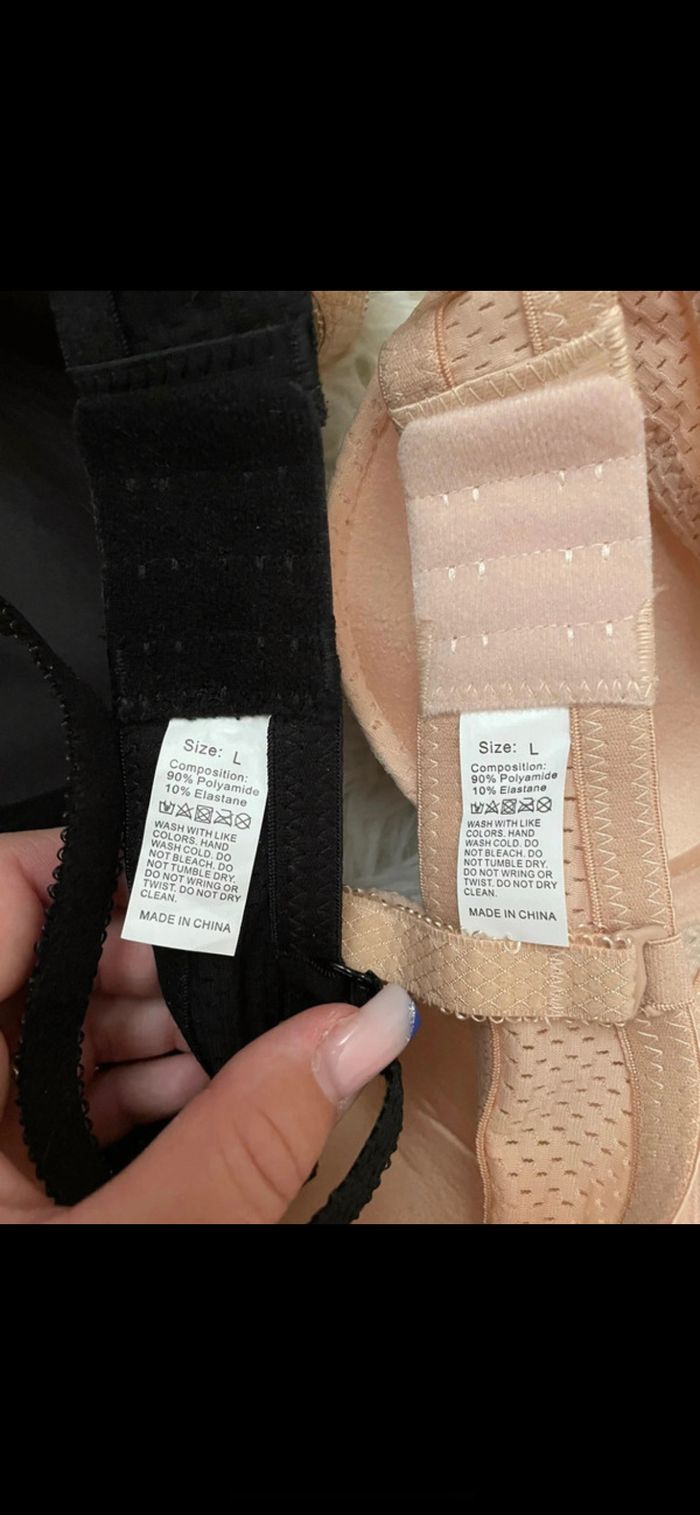 Size: L
Composition:
90% Polyamide
10% Elastane
WASH WITH LIKE
COLORS. HAND
WASH COLD. DO
NOT BLEACH. DO
NOT TUMBLE DRY.
DO NOT WRING OR
TWIST. DO NOT DRY
CLEAN.
MADE IN CHINA
Size: L
Composition:
90% Polyamide
10% Elastane
WASH WITH LIKE
COLORS. HAND
WASH COLD. DO
NOT BLEACH. DO
NOT TUMBLE DRY.
DO NOT WRING OR
TWIST. DO NOT DRY
CLEAN.
MADE IN CHINA